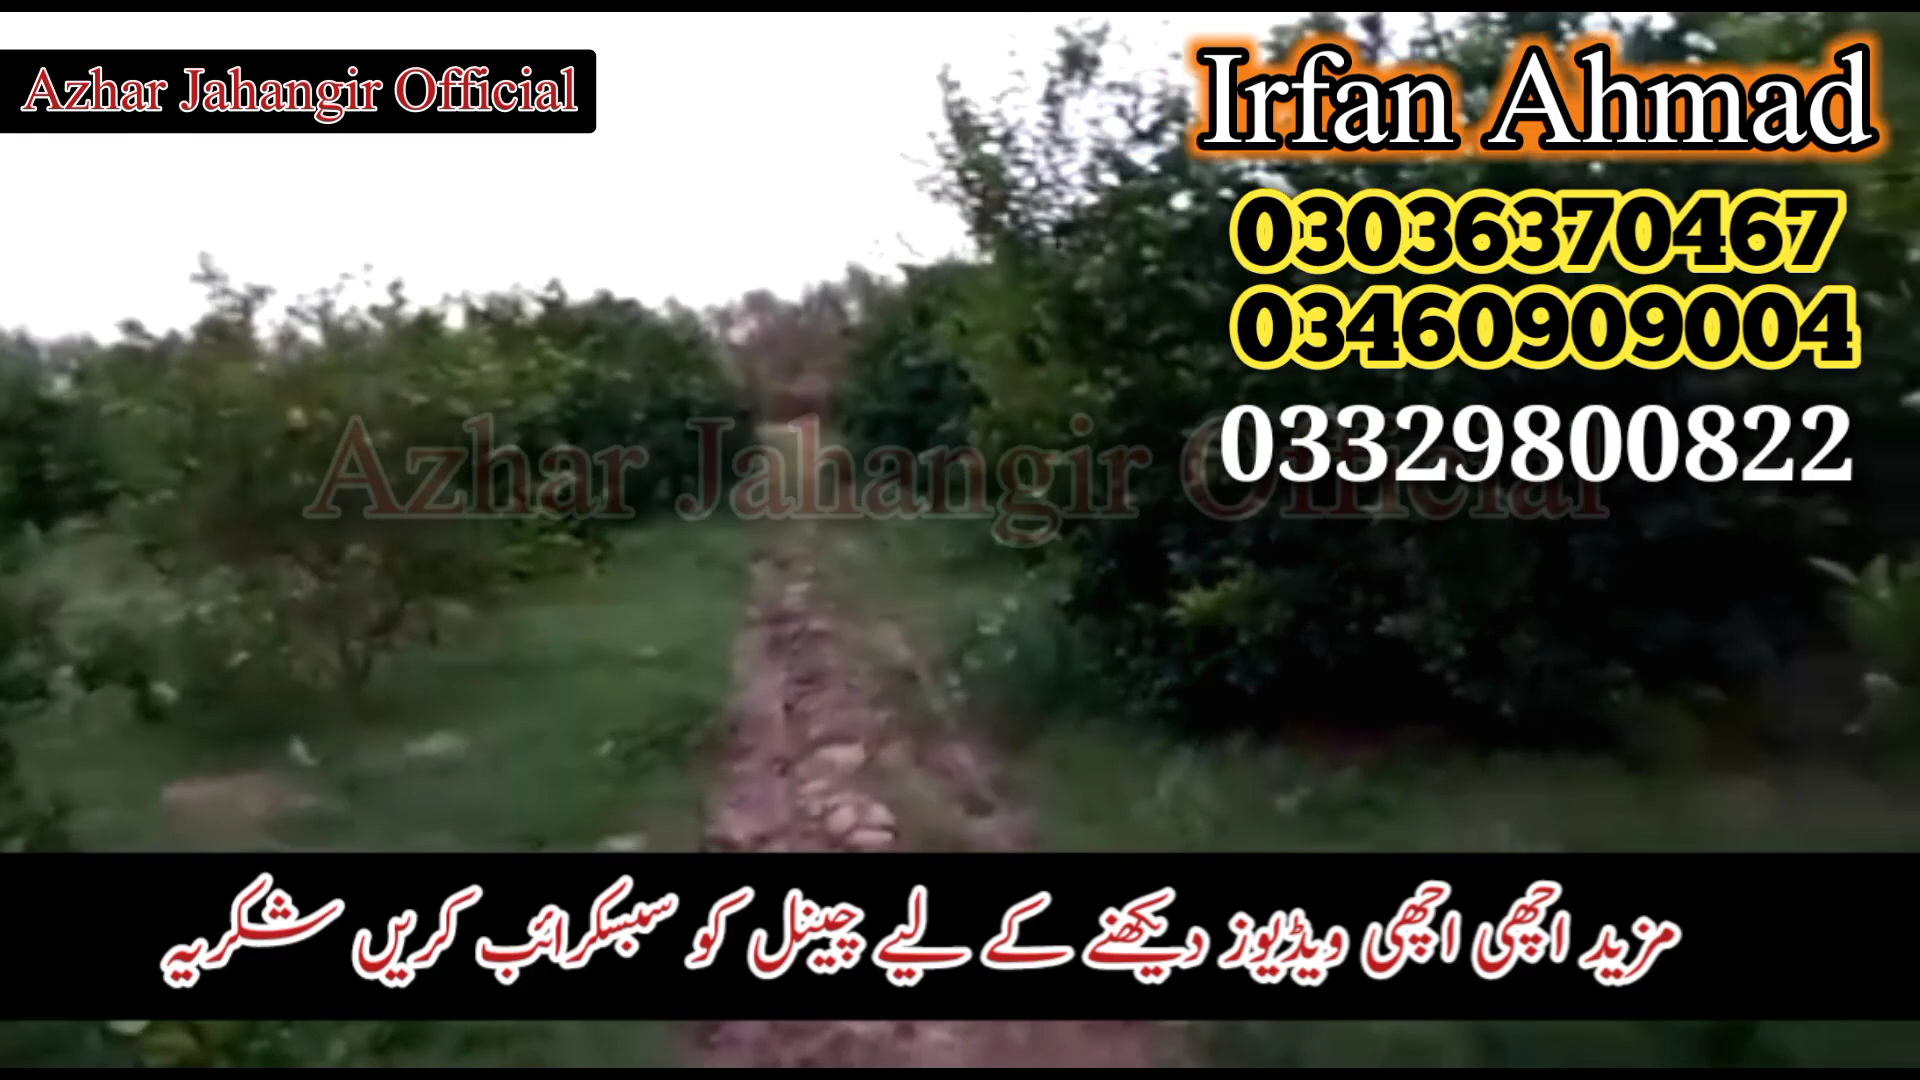 Azhar Jahangir Official
Irfan Ahmad
03036370467
03460909004
03329800822
Azhar Jahangir Official
مزید اچھی اچھی ویڈیوز دیکھنے کے لیے چینل کو سبسکرائب کریں شکریہ